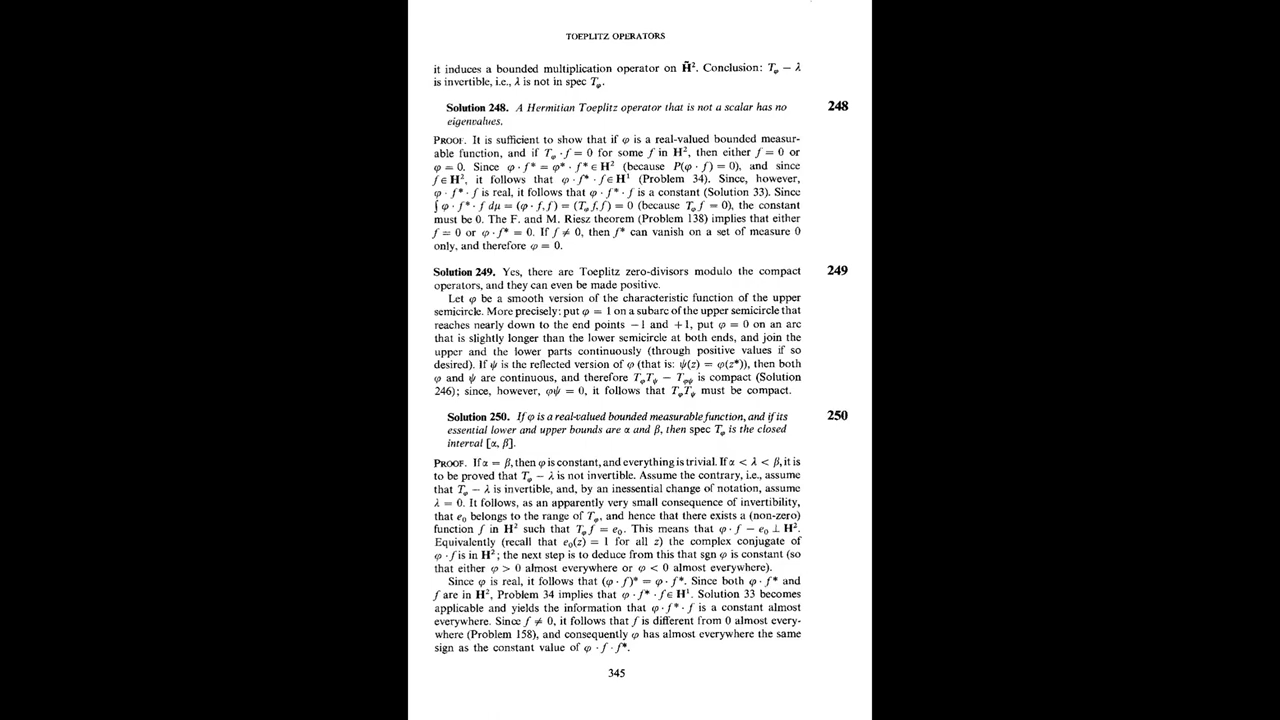 TOEPLITZ OPERATORS
it induces a bounded multiplication operator on H̃². Conclusion: T_φ − λ
is invertible, i.e., λ is not in spec T_φ.
Solution 248. A Hermitian Toeplitz operator that is not a scalar has no 248
eigenvalues.
PROOF. It is sufficient to show that if φ is a real-valued bounded measur-
able function, and if T_φ · f = 0 for some f in H², then either f = 0 or
φ = 0. Since φ · f* = φ* · f* ∈ H² (because P(φ · f) = 0), and since
f ∈ H², it follows that φ · f* · f ∈ H¹ (Problem 34). Since, however,
φ · f* · f is real, it follows that φ · f* · f is a constant (Solution 33). Since
∫ φ · f* · f dμ = (φ · f, f) = (T_φ f, f) = 0 (because T_φ f = 0), the constant
must be 0. The F. and M. Riesz theorem (Problem 138) implies that either
f = 0 or φ · f* = 0. If f ≠ 0, then f* can vanish on a set of measure 0
only, and therefore φ = 0.
Solution 249. Yes, there are Toeplitz zero-divisors modulo the compact 249
operators, and they can even be made positive.
Let φ be a smooth version of the characteristic function of the upper
semicircle. More precisely: put φ = 1 on a subarc of the upper semicircle that
reaches nearly down to the end points −1 and +1, put φ = 0 on an arc
that is slightly longer than the lower semicircle at both ends, and join the
upper and the lower parts continuously (through positive values if so
desired). If ψ is the reflected version of φ (that is: ψ(z) = φ(z*)), then both
φ and ψ are continuous, and therefore T_φT_ψ − T_φψ is compact (Solution
246); since, however, φψ = 0, it follows that T_φT_ψ must be compact.
Solution 250. If φ is a real-valued bounded measurable function, and if its 250
essential lower and upper bounds are α and β, then spec T_φ is the closed
interval [α, β].
PROOF. If α = β, then φ is constant, and everything is trivial. If α < λ < β, it is
to be proved that T_φ − λ is not invertible. Assume the contrary, i.e., assume
that T_φ − λ is invertible, and, by an inessential change of notation, assume
λ = 0. It follows, as an apparently very small consequence of invertibility,
that e₀ belongs to the range of T_φ, and hence that there exists a (non-zero)
function f in H² such that T_φ f = e₀. This means that φ · f − e₀ ⊥ H².
Equivalently (recall that e₀(z) = 1 for all z) the complex conjugate of
φ · f is in H²; the next step is to deduce from this that sgn φ is constant (so
that either φ > 0 almost everywhere or φ < 0 almost everywhere).
Since φ is real, it follows that (φ · f)* = φ · f*. Since both φ · f* and
f are in H², Problem 34 implies that φ · f* · f ∈ H¹. Solution 33 becomes
applicable and yields the information that φ · f* · f is a constant almost
everywhere. Since f ≠ 0, it follows that f is different from 0 almost every-
where (Problem 158), and consequently φ has almost everywhere the same
sign as the constant value of φ · f · f*.
345